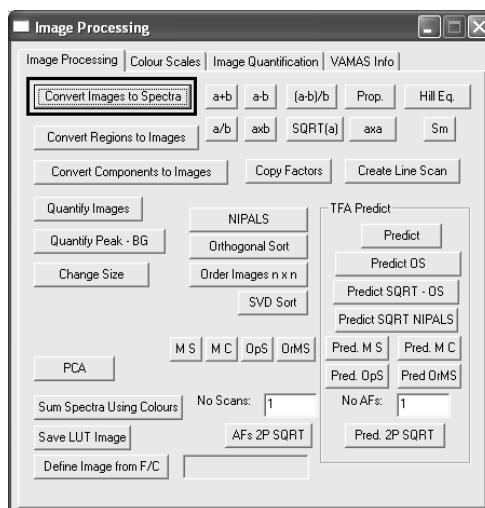 Image Processing
Image Processing Colour Scales Image Quantification VAMAS Info
Convert Images to Spectra a+b a-b (a-b)/b Prop. Hill Eq.
Convert Regions to Images a/b axb SQRT(a) axa Sm
Convert Components to Images Copy Factors Create Line Scan
Quantify Images NIPALS TFA Predict
Predict
Quantify Peak - BG Orthogonal Sort
Predict OS
Change Size Order Images n x n
Predict SQRT - OS
SVD Sort
Predict SQRT NIPALS
M S M C OpS OrMS Pred. M S Pred. M C
PCA
Pred. OpS Pred OrMS
Sum Spectra Using Colours No Scans: 1 No AFs: 1
Save LUT Image AFs 2P SQRT Pred. 2P SQRT
Define Image from F/C